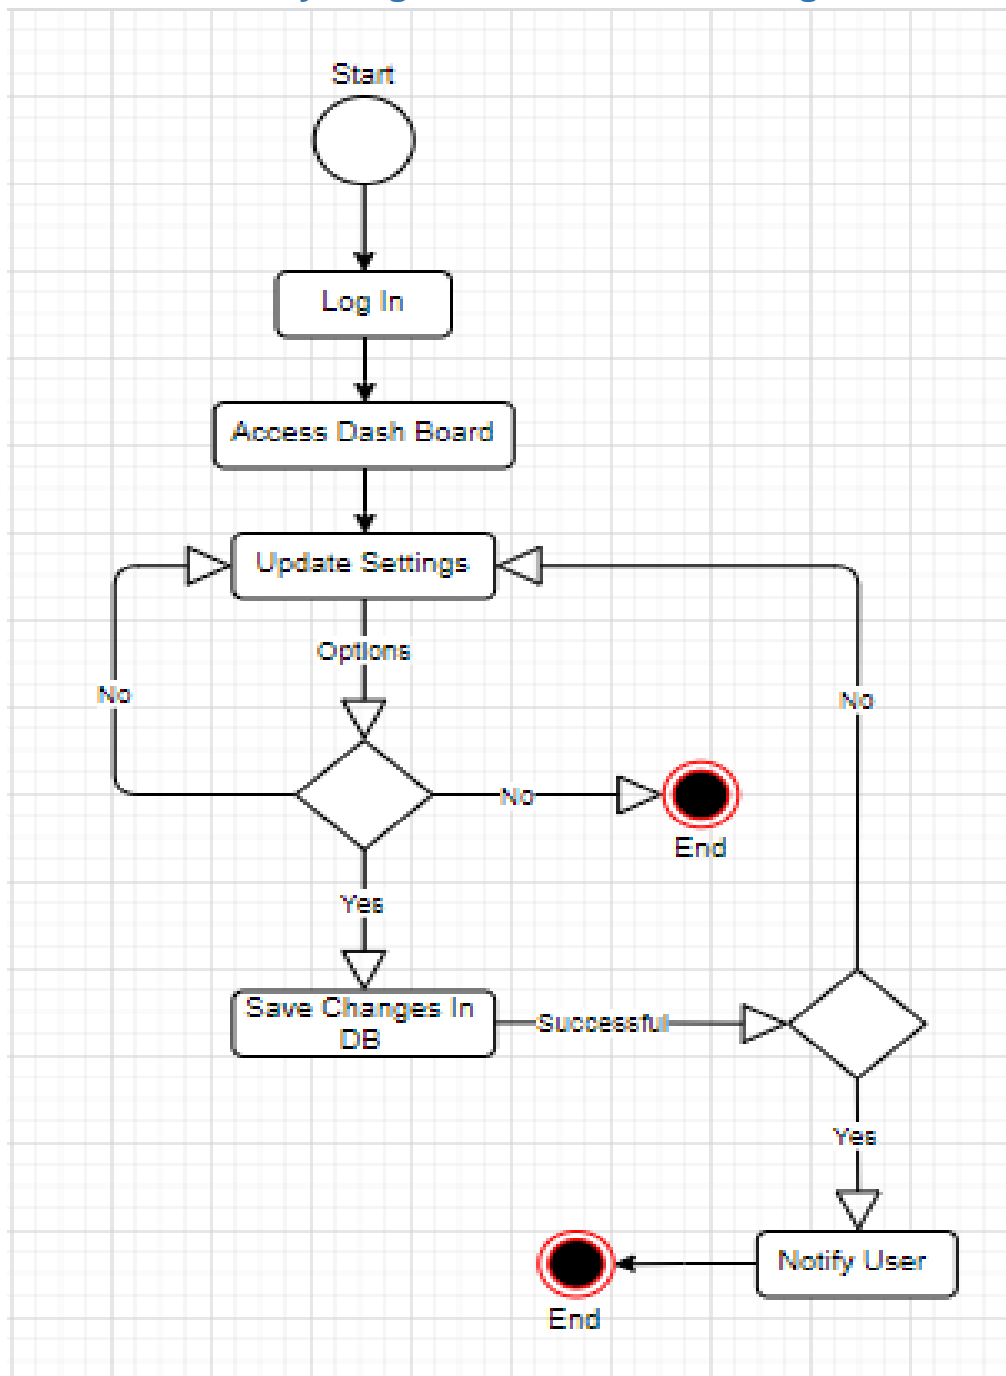 Start
Log In
Access Dash Board
Update Settings
Options
No
No
No
End
Yes
Save Changes In
DB
Successful
Yes
Notify User
End